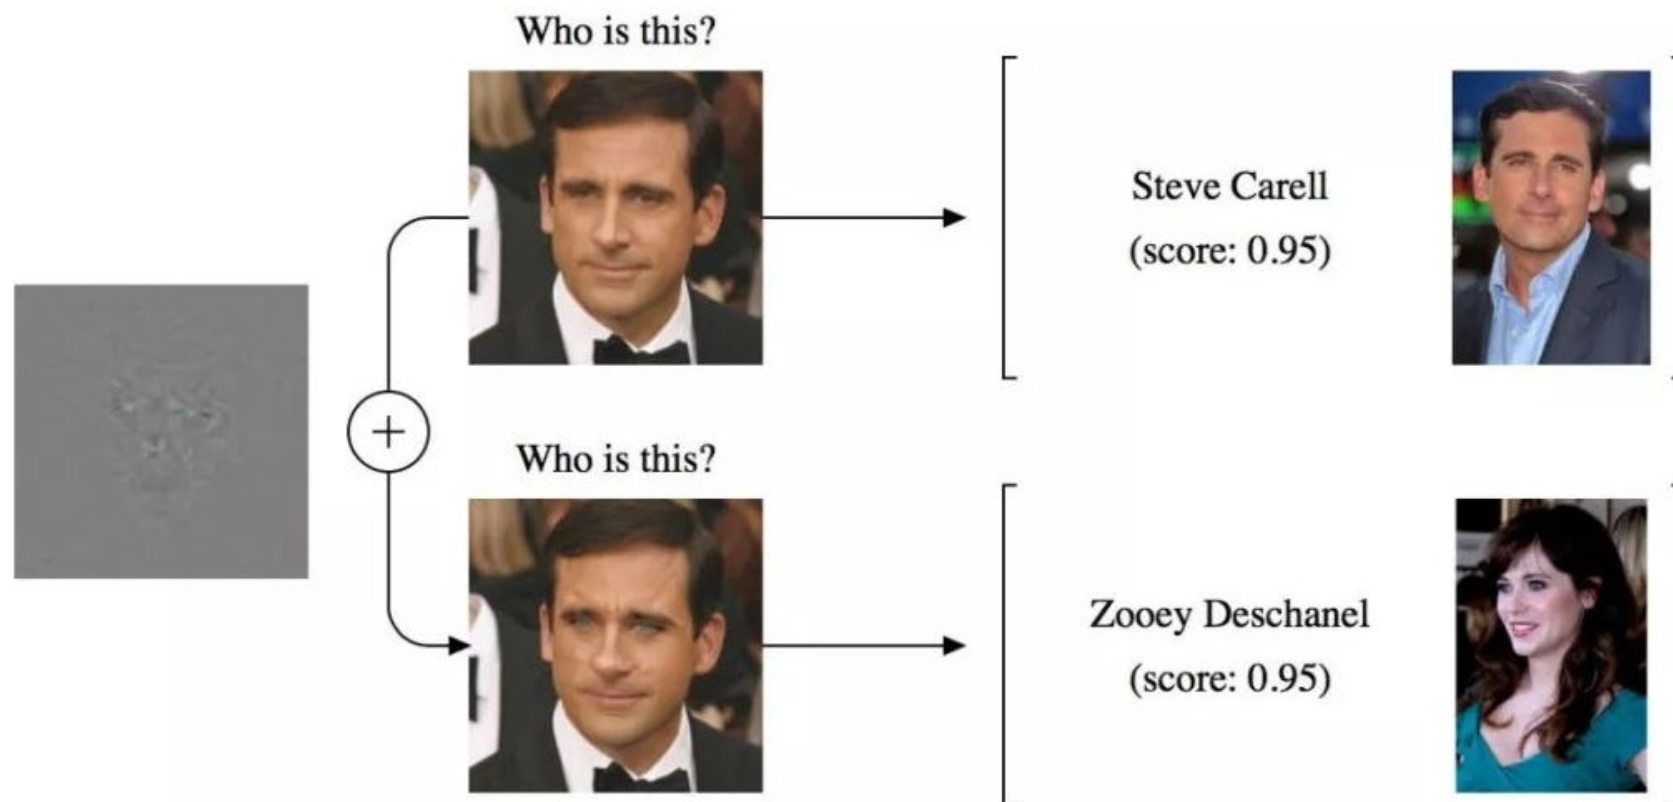 Who is this?
Steve Carell
(score: 0.95)
Who is this?
Zooey Deschanel
(score: 0.95)